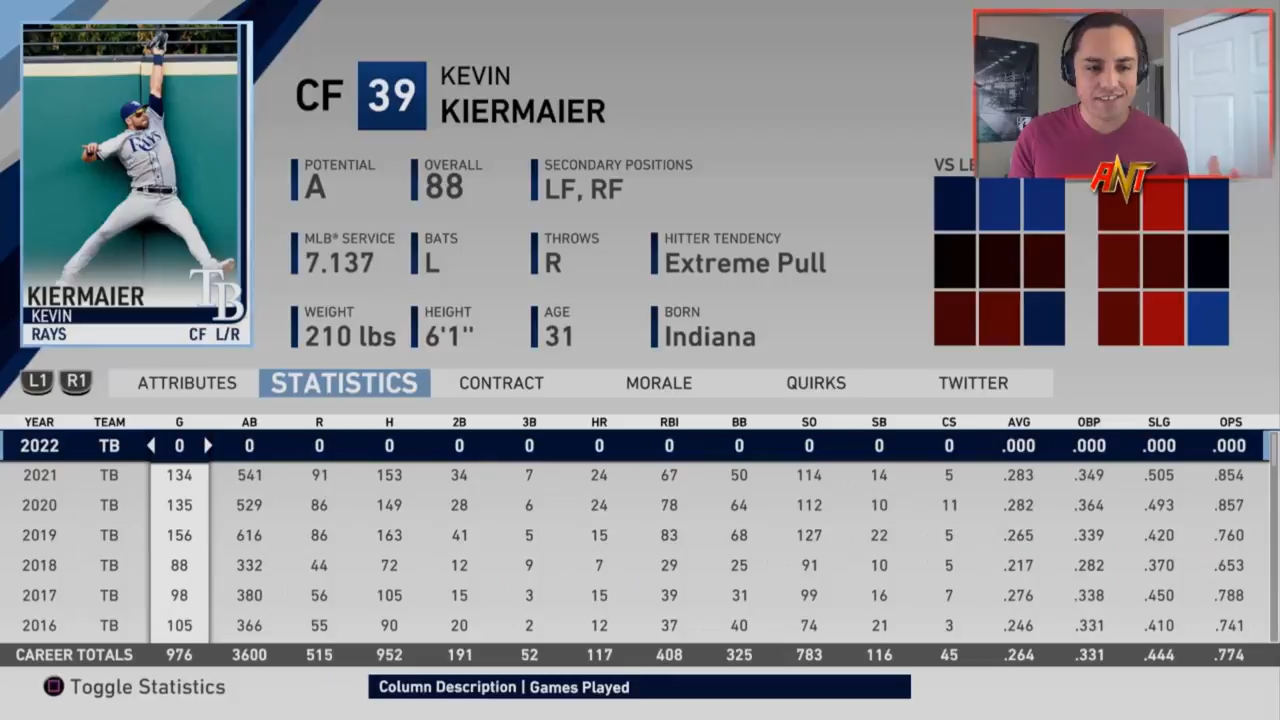 CF 39 KEVIN KIERMAIER
POTENTIAL A
OVERALL 88
SECONDARY POSITIONS LF, RF
MLB® SERVICE 7.137
BATS L
THROWS R
HITTER TENDENCY Extreme Pull
WEIGHT 210 lbs
HEIGHT 6'1"
AGE 31
BORN Indiana
VS LE
ANT
RAYS
KIERMAIER
TB
KEVIN
RAYS CF L/R
L1 R1 ATTRIBUTES STATISTICS CONTRACT MORALE QUIRKS TWITTER
YEAR TEAM G AB R H 2B 3B HR RBI BB SO SB CS AVG OBP SLG OPS
2022 TB 0 0 0 0 0 0 0 0 0 0 0 0 .000 .000 .000 .000
2021 TB 134 541 91 153 34 7 24 67 50 114 14 5 .283 .349 .505 .854
2020 TB 135 529 86 149 28 6 24 78 64 112 10 11 .282 .364 .493 .857
2019 TB 156 616 86 163 41 5 15 83 68 127 22 5 .265 .339 .420 .760
2018 TB 88 332 44 72 12 9 7 29 25 91 10 5 .217 .282 .370 .653
2017 TB 98 380 56 105 15 3 15 39 31 99 16 7 .276 .338 .450 .788
2016 TB 105 366 55 90 20 2 12 37 40 74 21 3 .246 .331 .410 .741
CAREER TOTALS 976 3600 515 952 191 52 117 408 325 783 116 45 .264 .331 .444 .774
Toggle Statistics
Column Description | Games Played